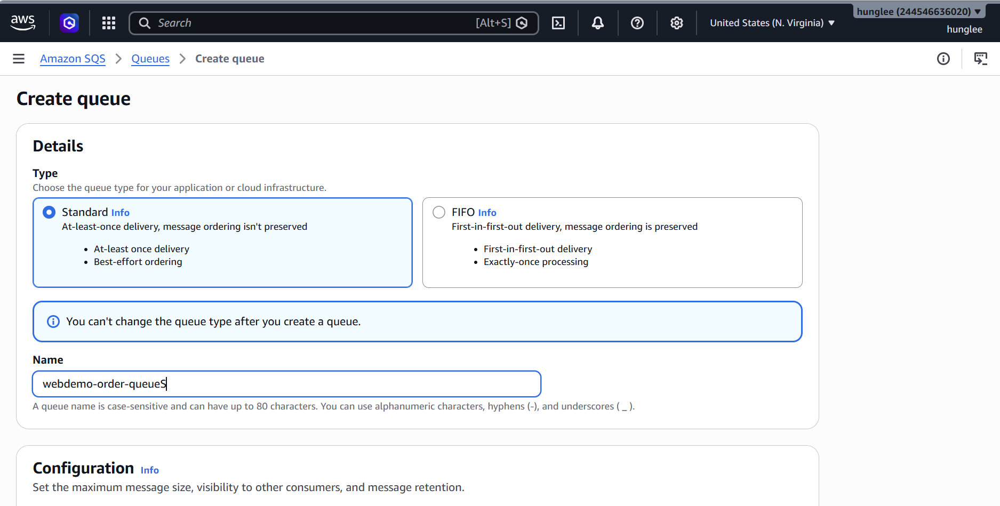 aws
Search
[Alt+S]
United States (N. Virginia)
hunglee (244546636020)
hunglee
Amazon SQS
Queues
Create queue
Create queue
Details
Type
Choose the queue type for your application or cloud infrastructure.
Standard Info
At-least-once delivery, message ordering isn't preserved
At-least once delivery
Best-effort ordering
FIFO Info
First-in-first-out delivery, message ordering is preserved
First-in-first-out delivery
Exactly-once processing
You can't change the queue type after you create a queue.
Name
webdemo-order-queueS
A queue name is case-sensitive and can have up to 80 characters. You can use alphanumeric characters, hyphens (-), and underscores ( _ ).
Configuration Info
Set the maximum message size, visibility to other consumers, and message retention.